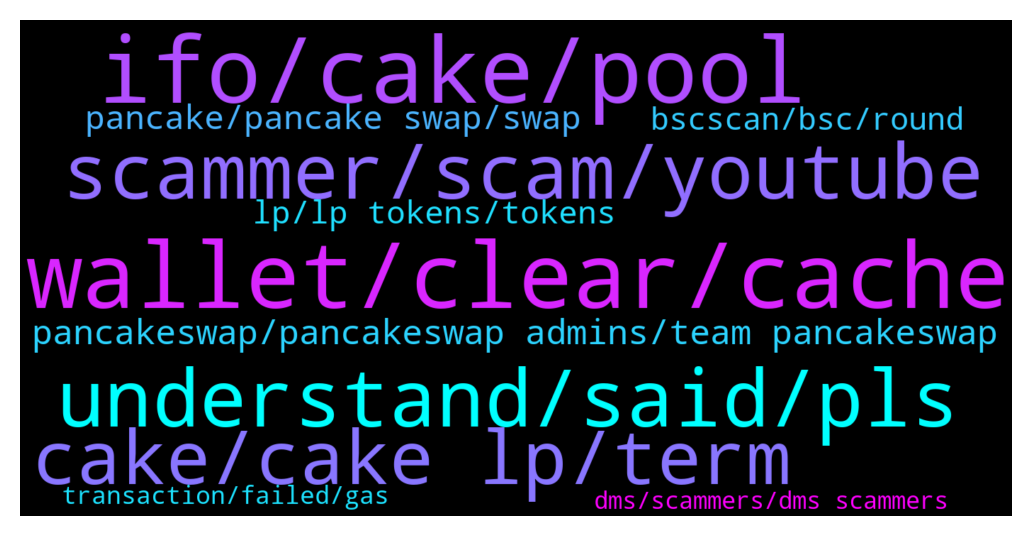 ifo/cake/pool
pancake/pancake swap/swap
bscscan/bsc/round
scammer/scam/youtube
lp/lp tokens/tokens
wallet/clear/cache
pancakeswap/pancakeswap admins/team pancakeswap
understand/said/pls
cake/cake lp/term
transaction/failed/gas
dms/scammers/dms scammers